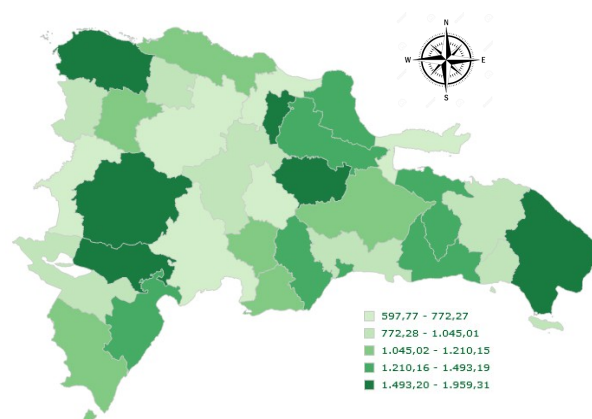 N
W E
S
597,77 - 772,27
772,28 - 1.045,01
1.045,02 - 1.210,15
1.210,16 - 1.493,19
1.493,20 - 1.959,31